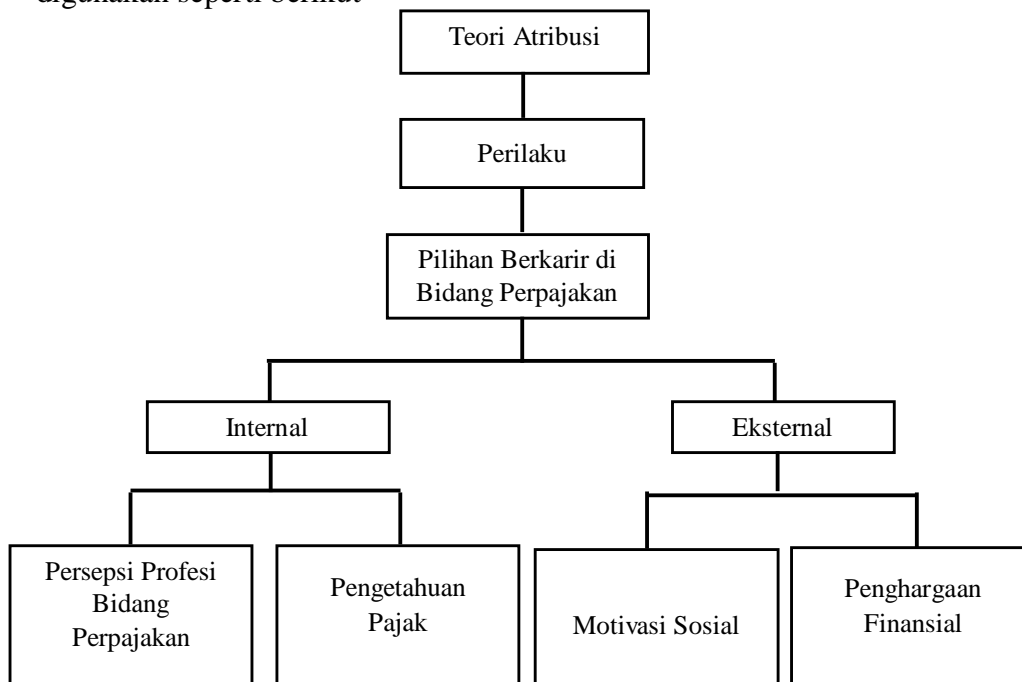 digunakan seperti berikut
Teori Atribusi
Perilaku
Pilihan Berkarir di
Bidang Perpajakan
Internal
Eksternal
Persepsi Profesi
Bidang
Perpajakan
Pengetahuan
Pajak
Motivasi Sosial
Penghargaan
Finansial